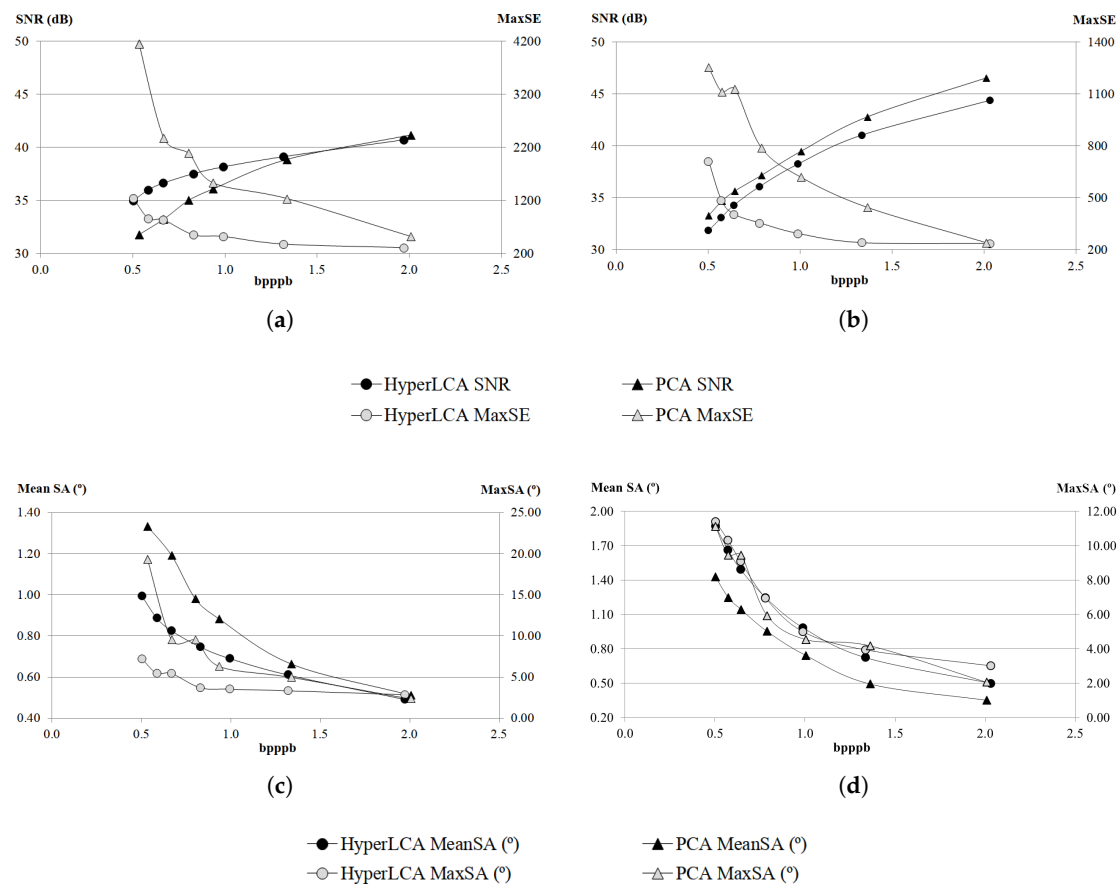 SNR (dB) MaxSE
50 4200
45 3200
40 2200
35 1200
30 200
0.0 0.5 1.0 1.5 2.0 2.5
bpppb
(a)
SNR (dB) MaxSE
50 1400
45 1100
40 800
35 500
30 200
0.0 0.5 1.0 1.5 2.0 2.5
bpppb
(b)
HyperLCA SNR PCA SNR
HyperLCA MaxSE PCA MaxSE
Mean SA (º) MaxSA (º)
1.40 25.00
1.20 20.00
1.00 15.00
0.80 10.00
0.60 5.00
0.40 0.00
0.0 0.5 1.0 1.5 2.0 2.5
bpppb
(c)
Mean SA (º) MaxSA (º)
2.00 12.00
1.70 10.00
1.40 8.00
1.10 6.00
0.80 4.00
0.50 2.00
0.20 0.00
0.0 0.5 1.0 1.5 2.0 2.5
bpppb
(d)
HyperLCA MeanSA (º) PCA MeanSA (º)
HyperLCA MaxSA (º) PCA MaxSA (º)